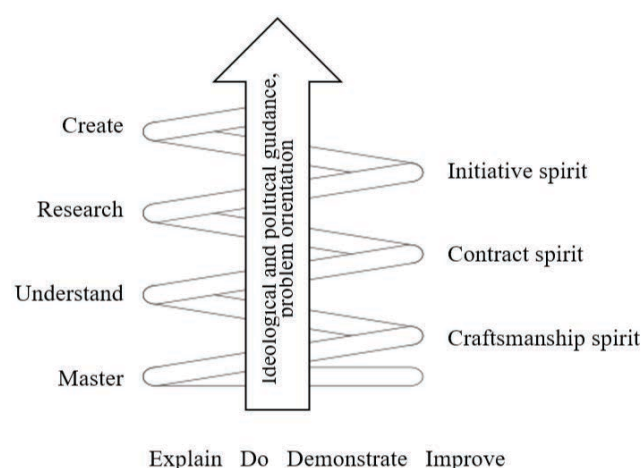 Create
Initiative spirit
Research
Contract spirit
Understand
Craftsmanship spirit
Master
Ideological and political guidance,
problem orientation
Explain Do Demonstrate Improve